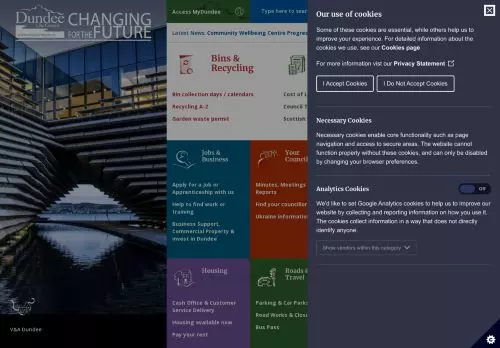 Dundee
CHANGING
FOR THE FUTURE
V&A Dundee
Access MyDundee
Type here to sear
Latest News: Community Wellbeing Centre Progres
Bins &
Recycling
Bin collection days / calendars
Recycling A-Z
Garden waste permit
Cost of L
Council T
Scottish
Jobs &
Business
Apply for a Job or
Apprenticeship with us
Help to find work or
training
Business Support,
Commercial Property &
Invest in Dundee
Your
Council
Minutes, Meetings
Reports
Find your councillor
Ukraine information
Housing
Cash Office & Customer
Service Delivery
Housing available now
Pay your rent
Roads &
Travel
Parking & Car Parks
Road Works & Closu
Bus Pass
Our use of cookies
Some of these cookies are essential, while others help us to
improve your experience. For detailed information about the
cookies we use, see our Cookies page
For more information visit our Privacy Statement
I Accept Cookies
I Do Not Accept Cookies
Necessary Cookies
Necessary cookies enable core functionality such as page
navigation and access to secure areas. The website cannot
function properly without these cookies, and can only be disabled
by changing your browser preferences.
Analytics Cookies
Off
We'd like to set Google Analytics cookies to help us to improve our
website by collecting and reporting information on how you use it.
The cookies collect information in a way that does not directly
identify anyone.
Show vendors within this category